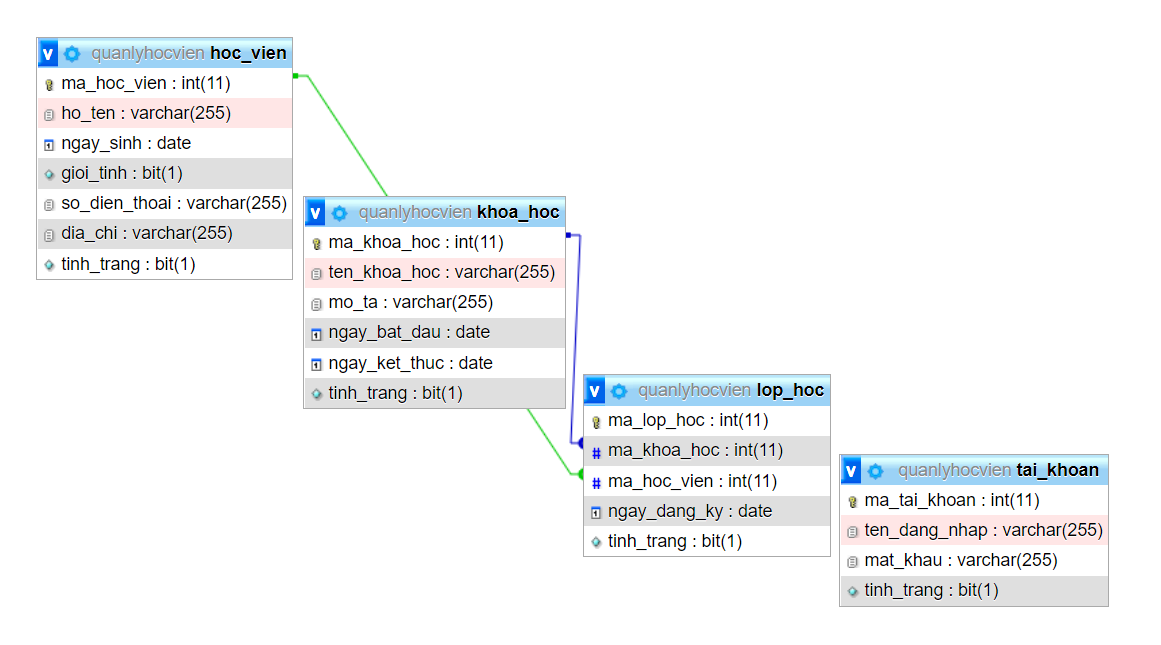 v quanlyhocvien hoc_vien
ma_hoc_vien : int(11)
ho_ten : varchar(255)
ngay_sinh : date
gioi_tinh : bit(1)
so_dien_thoai : varchar(255)
dia_chi : varchar(255)
tinh_trang : bit(1)
v quanlyhocvien khoa_hoc
ma_khoa_hoc : int(11)
ten_khoa_hoc : varchar(255)
mo_ta : varchar(255)
ngay_bat_dau : date
ngay_ket_thuc : date
tinh_trang : bit(1)
v quanlyhocvien lop_hoc
ma_lop_hoc : int(11)
# ma_khoa_hoc : int(11)
# ma_hoc_vien : int(11)
ngay_dang_ky : date
tinh_trang : bit(1)
v quanlyhocvien tai_khoan
ma_tai_khoan : int(11)
ten_dang_nhap : varchar(255)
mat_khau : varchar(255)
tinh_trang : bit(1)